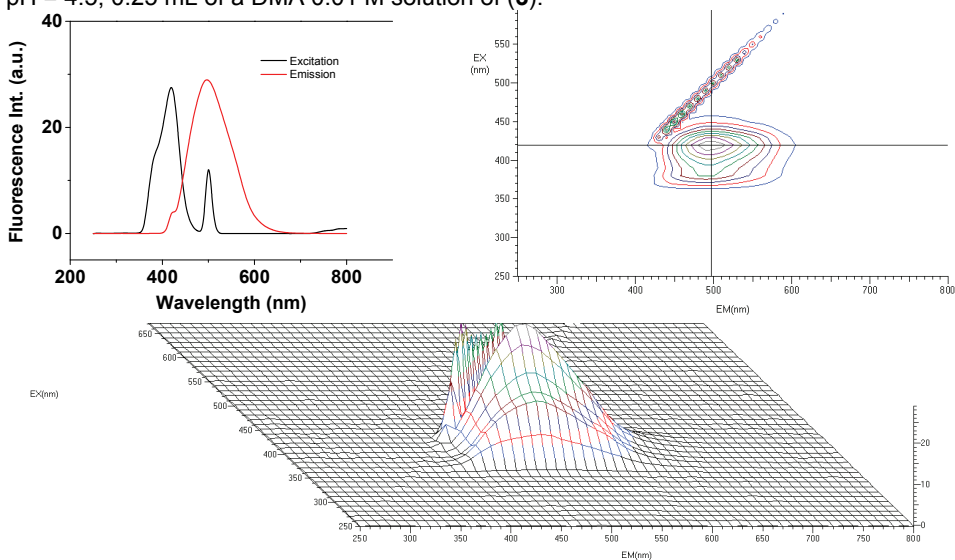 pH = 4.5, 0.25 mL of a DMA 0.01 M solution of
40
20
0
Fluorescence Int. (a.u.)
Excitation
Emission
200 400 600 800
Wavelength (nm)
EX
(nm)
550
500
450
400
350
300
250
300 400 500 600 700 800
EM(nm)
650
600
550
500
450
400
350
300
250
EX(nm)
20
10
0
250 300 350 400 450 500 550 600 650 700 750 800
EM(nm)